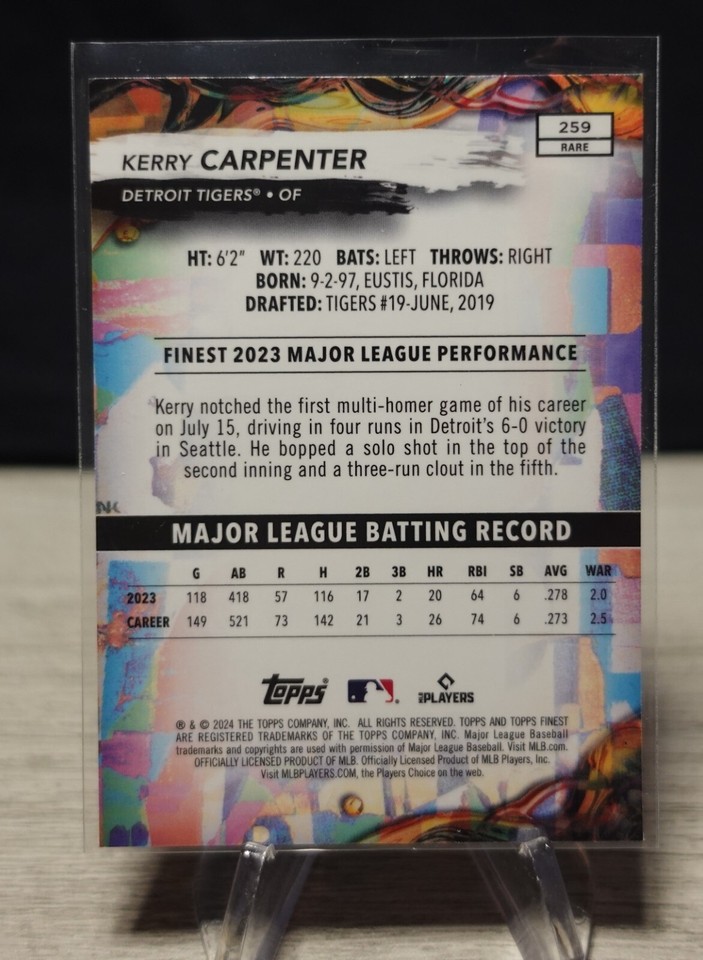 259
RARE
KERRY CARPENTER
DETROIT TIGERS® • OF
HT: 6'2" WT: 220 BATS: LEFT THROWS: RIGHT
BORN: 9-2-97, EUSTIS, FLORIDA
DRAFTED: TIGERS #19-JUNE, 2019
FINEST 2023 MAJOR LEAGUE PERFORMANCE
Kerry notched the first multi-homer game of his career
on July 15, driving in four runs in Detroit's 6-0 victory
in Seattle. He bopped a solo shot in the top of the
second inning and a three-run clout in the fifth.
NK
MAJOR LEAGUE BATTING RECORD
G AB R H 2B 3B HR RBI SB AVG WAR
2023 118 418 57 116 17 2 20 64 6 .278 2.0
CAREER 149 521 73 142 21 3 26 74 6 .273 2.5
Topps® ® MLB PLAYERS
® & © 2024 THE TOPPS COMPANY, INC. ALL RIGHTS RESERVED. TOPPS AND TOPPS FINEST
ARE REGISTERED TRADEMARKS OF THE TOPPS COMPANY, INC. Major League Baseball
trademarks and copyrights are used with permission of Major League Baseball. Visit MLB.com.
OFFICIALLY LICENSED PRODUCT OF MLB. Officially Licensed Product of MLB Players, Inc.
Visit MLBPLAYERS.COM, the Players Choice on the web.